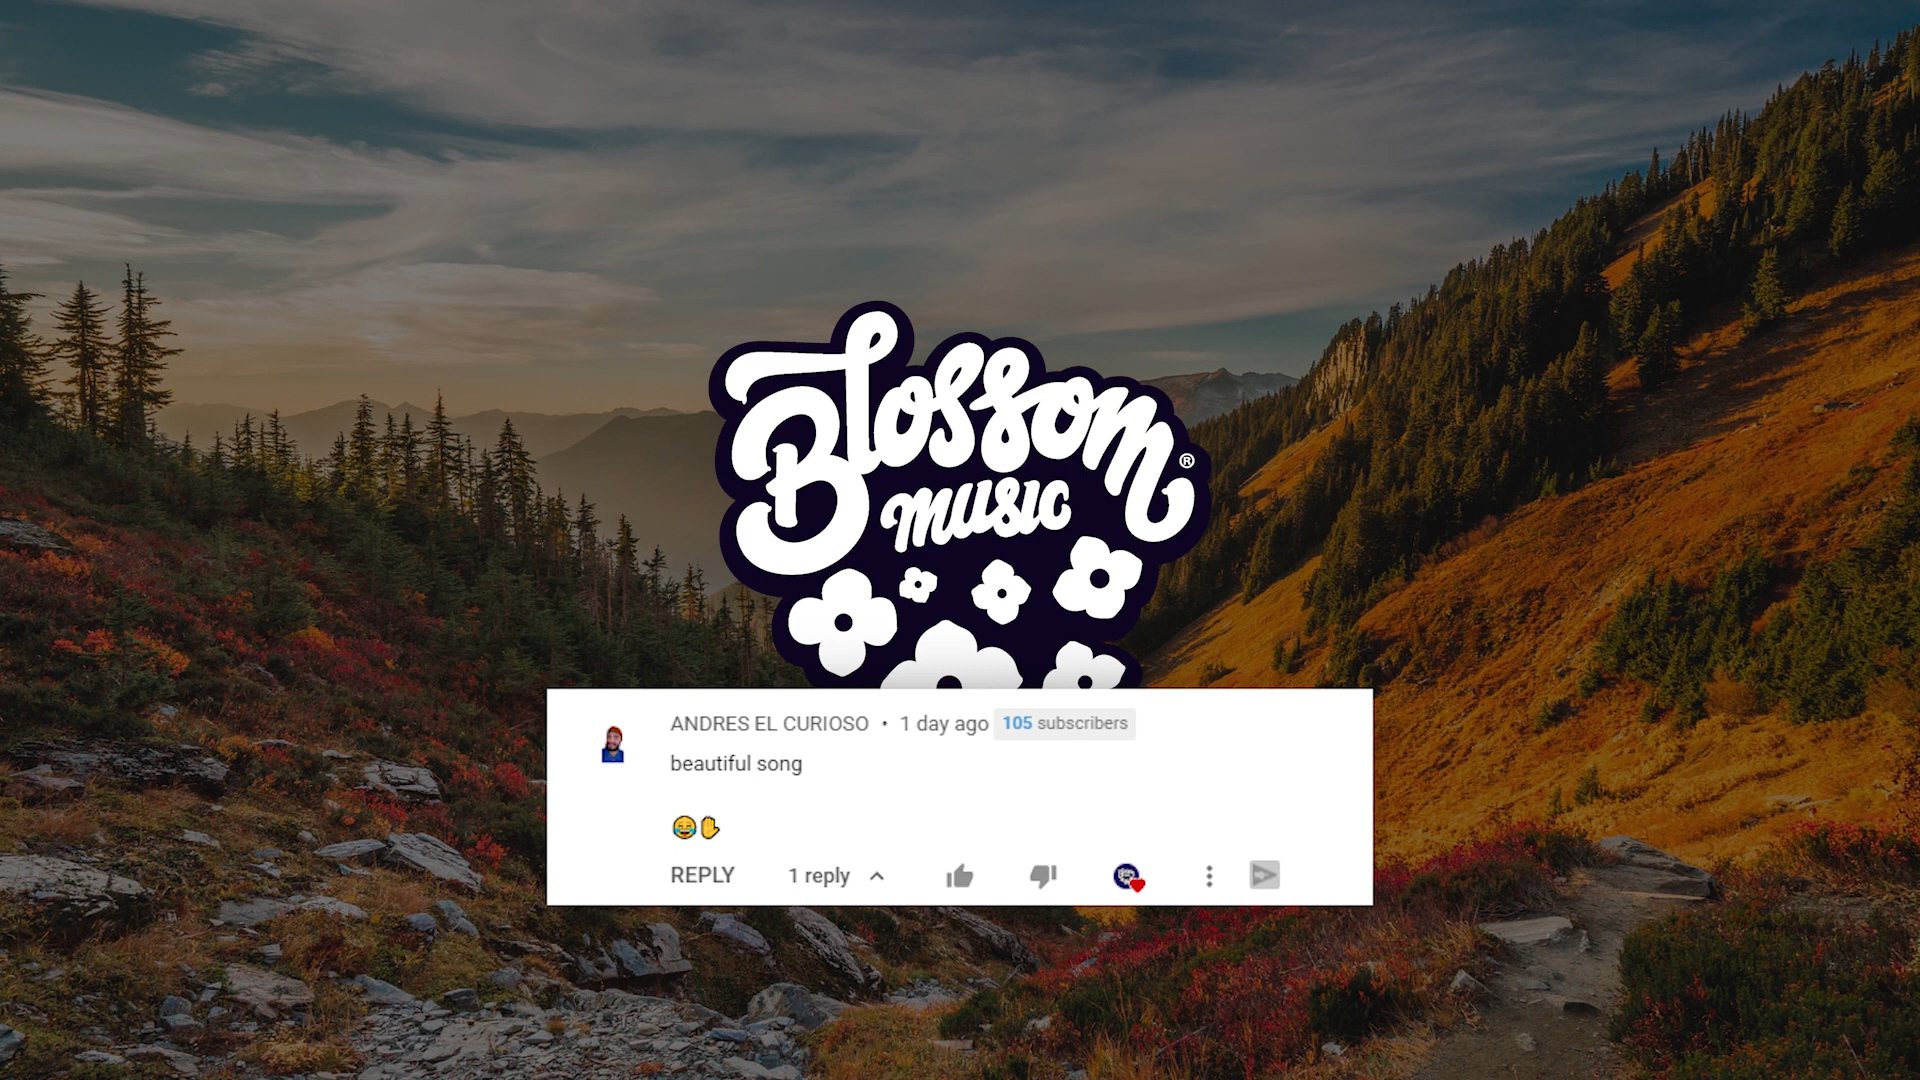 Blossom®
music
ANDRES EL CURIOSO • 1 day ago 105 subscribers
beautiful song
😂✋
REPLY 1 reply